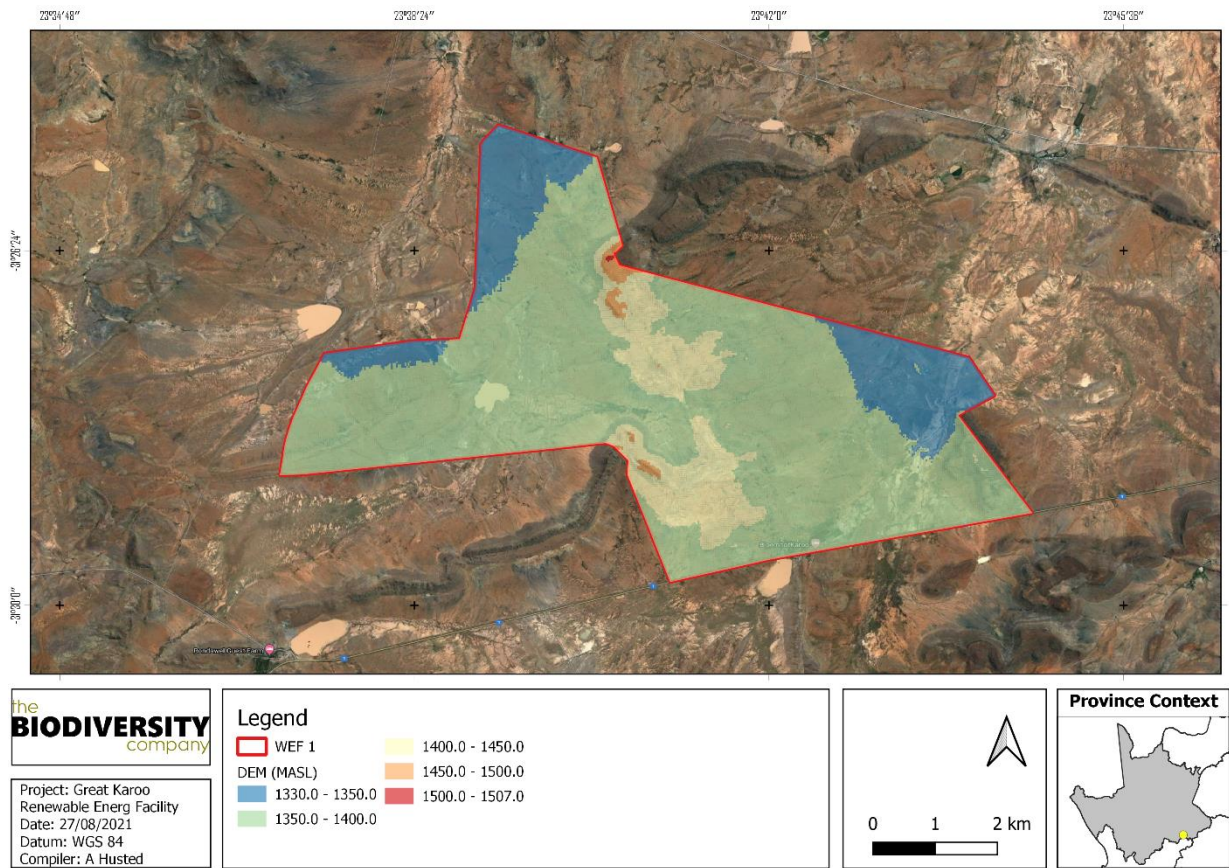 23°34'48"
23°38'24"
23°42'0"
23°45'36"
-31°26'24"
-31°30'0"
the
BIODIVERSITY
company
Project: Great Karoo
Renewable Energ Facility
Date: 27/08/2021
Datum: WGS 84
Compiler: A Husted
Legend
WEF 1
DEM (MASL)
1330.0 - 1350.0
1350.0 - 1400.0
1400.0 - 1450.0
1450.0 - 1500.0
1500.0 - 1507.0
0 1 2 km
Province Context